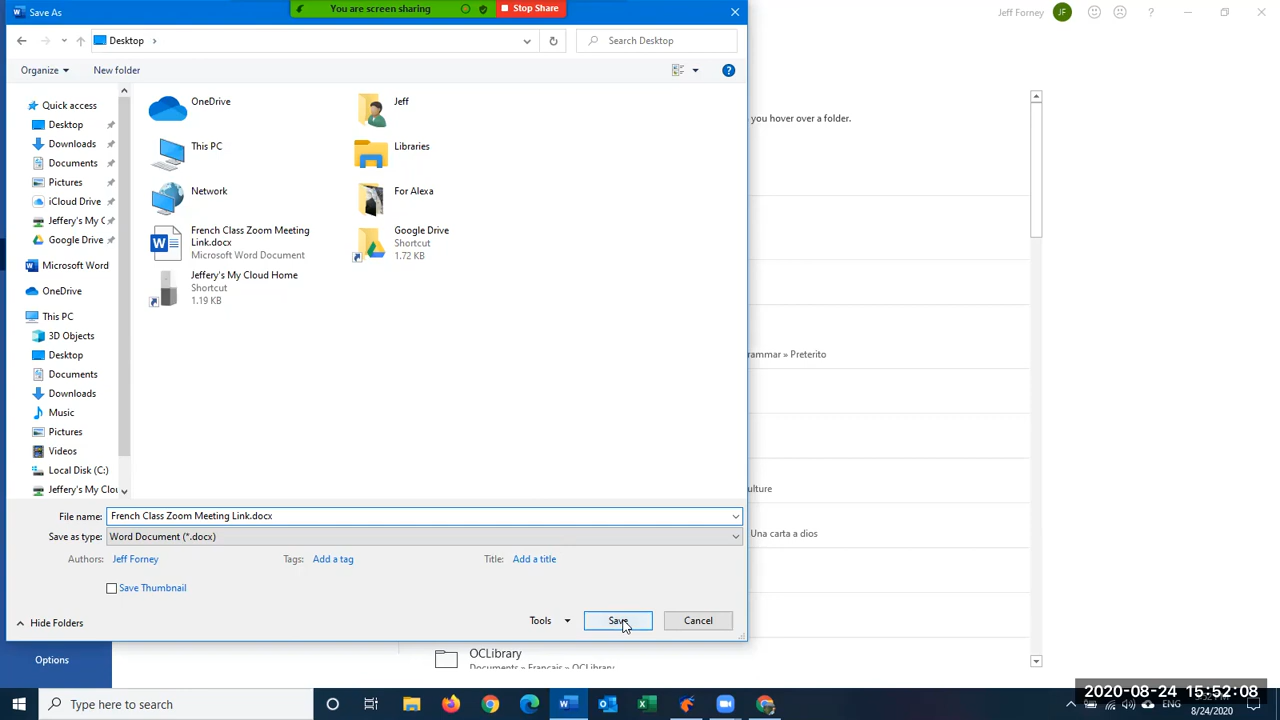 Save As
You are screen sharing
Stop Share
Jeff Forney
JF
Desktop
Search Desktop
Organize
New folder
you hover over a folder.
Quick access
Desktop
Downloads
Documents
Pictures
iCloud Drive
Jeffery's My C
Google Drive
Microsoft Word
OneDrive
This PC
3D Objects
Desktop
Documents
Downloads
Music
Pictures
Videos
Local Disk (C:)
Jeffery's My Clou
OneDrive
Jeff
This PC
Libraries
Network
For Alexa
French Class Zoom Meeting
Link.docx
Microsoft Word Document
Google Drive
Shortcut
1.72 KB
Jeffery's My Cloud Home
Shortcut
1.19 KB
rammar » Preterito
ulture
Una carta a dios
File name: French Class Zoom Meeting Link.docx
Save as type: Word Document (*.docx)
Authors: Jeff Forney
Tags: Add a tag
Title: Add a title
Save Thumbnail
Hide Folders
Tools
Save
Cancel
Options
OCLibrary
Documents » Francais » OCLibrary
Type here to search
ENG
2020-08-24 15:52:08
8/24/2020